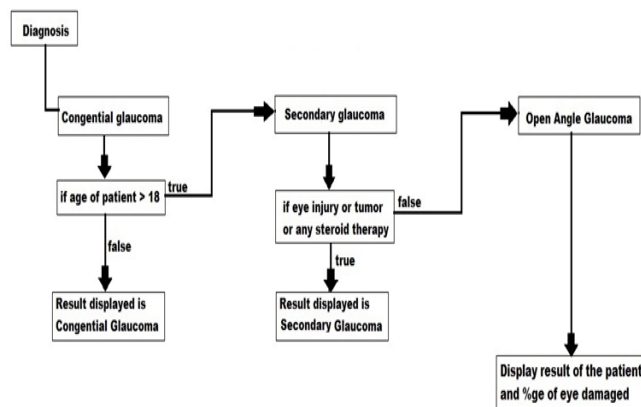 Diagnosis
Congential glaucoma
if age of patient > 18
true
false
Result displayed is
Congential Glaucoma
Secondary glaucoma
if eye injury or tumor
or any steroid therapy
false
true
Result displayed is
Secondary Glaucoma
Open Angle Glaucoma
Display result of the patient
and %ge of eye damaged